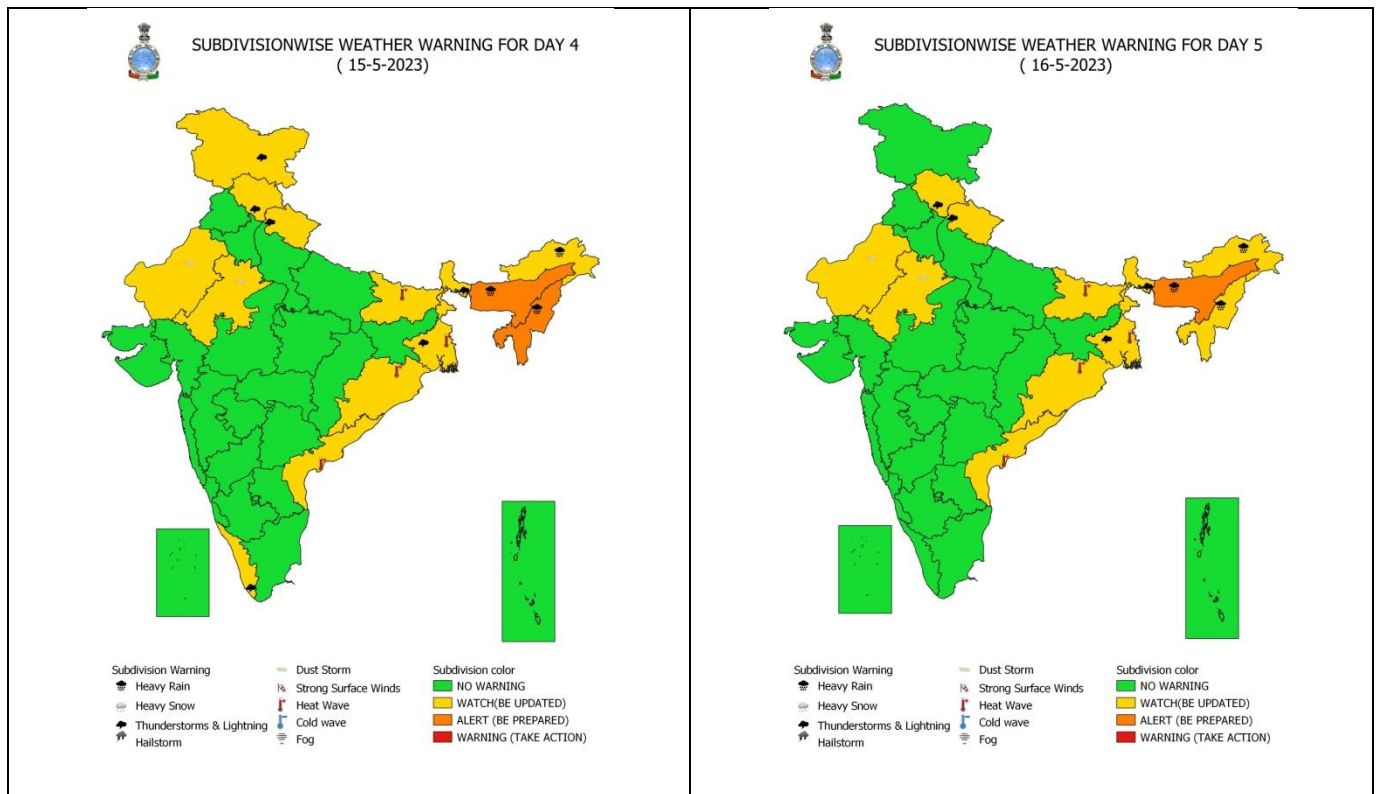 SUBDIVISIONWISE WEATHER WARNING FOR DAY 4
( 15-5-2023)
Subdivision Warning
Heavy Rain
Heavy Snow
Thunderstorms & Lightning
Hailstorm
Dust Storm
Strong Surface Winds
Heat Wave
Cold wave
Fog
Subdivision color
NO WARNING
WATCH(BE UPDATED)
ALERT (BE PREPARED)
WARNING (TAKE ACTION)
SUBDIVISIONWISE WEATHER WARNING FOR DAY 5
( 16-5-2023)
Subdivision Warning
Heavy Rain
Heavy Snow
Thunderstorms & Lightning
Hailstorm
Dust Storm
Strong Surface Winds
Heat Wave
Cold wave
Fog
Subdivision color
NO WARNING
WATCH(BE UPDATED)
ALERT (BE PREPARED)
WARNING (TAKE ACTION)